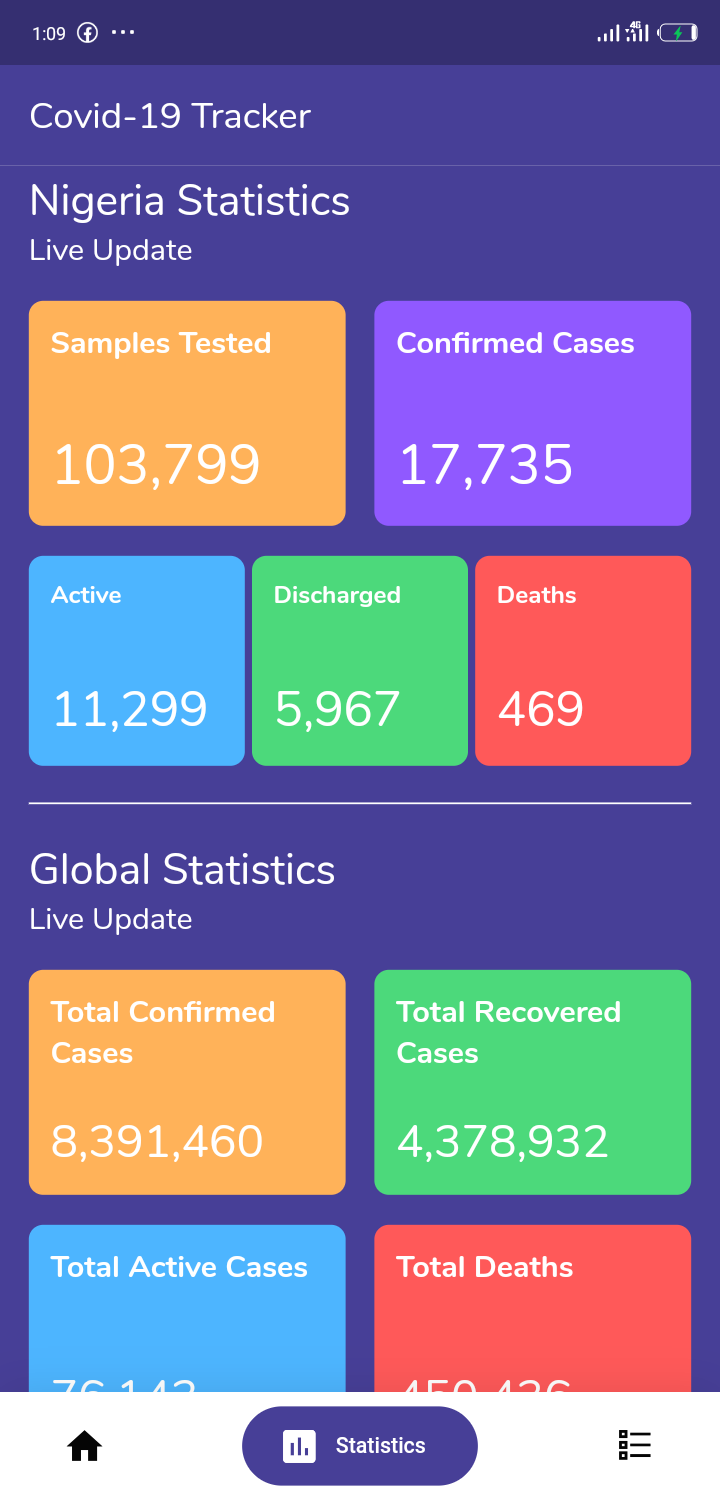 1:09
4G
Covid-19 Tracker
Nigeria Statistics
Live Update
Samples Tested
Confirmed Cases
103,799
17,735
Active
Discharged
Deaths
11,299
5,967
469
Global Statistics
Live Update
Total Confirmed
Cases
Total Recovered
Cases
8,391,460
4,378,932
Total Active Cases
Total Deaths
Statistics